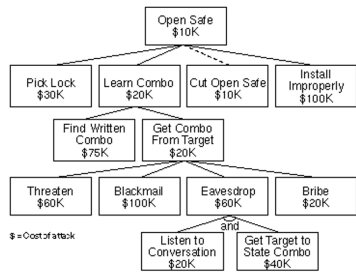 Open Safe
$10K
Pick Lock
$30K
Learn Combo
$20K
Cut Open Safe
$10K
Install
Improperly
$100K
Find Written
Combo
$75K
Get Combo
From Target
$20K
Threaten
$60K
Blackmail
$100K
Eavesdrop
$60K
Bribe
$20K
and
$ = Cost of attack
Listen to
Conversation
$20K
Get Target to
State Combo
$40K